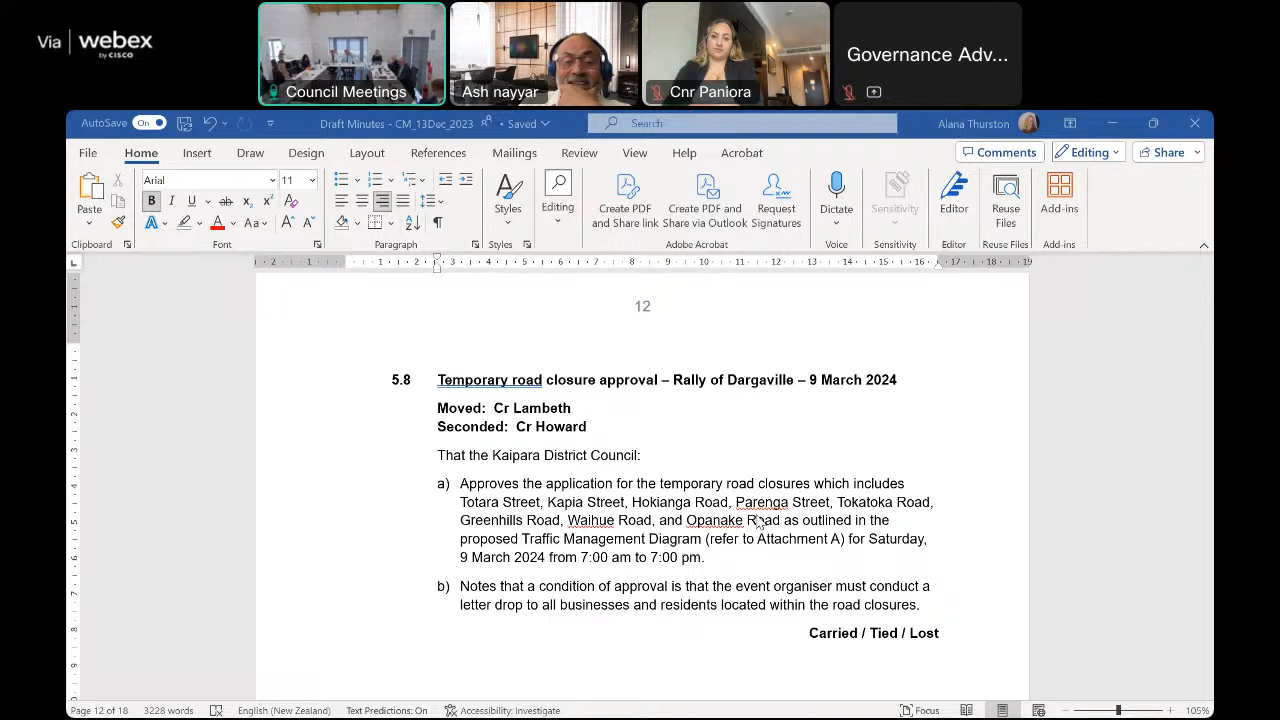 Via webex
by CISCO
Council Meetings
Ash nayyar
Cnr Paniora
Governance Adv...
AutoSave On
Draft Minutes - CM_13Dec_2023 • Saved
Search
Alana Thurston
File Home Insert Draw Design Layout References Mailings Review View Help Acrobat
Comments Editing Share
Arial 11
Paste
Styles
Editing
Create PDF and Share link
Create PDF and Share via Outlook
Request Signatures
Dictate
Sensitivity
Editor
Reuse Files
Add-ins
Clipboard Font Paragraph Styles Adobe Acrobat Voice Sensitivity Editor Reuse Files Add-ins
12
5.8 Temporary road closure approval – Rally of Dargaville – 9 March 2024
Moved: Cr Lambeth
Seconded: Cr Howard
That the Kaipara District Council:
a) Approves the application for the temporary road closures which includes
Totara Street, Kapia Street, Hokianga Road, Parenga Street, Tokatoka Road,
Greenhills Road, Waihue Road, and Opanake Road as outlined in the
proposed Traffic Management Diagram (refer to Attachment A) for Saturday,
9 March 2024 from 7:00 am to 7:00 pm.
b) Notes that a condition of approval is that the event organiser must conduct a
letter drop to all businesses and residents located within the road closures.
Carried / Tied / Lost
Page 12 of 18 3228 words English (New Zealand) Text Predictions: On Accessibility: Investigate Focus 105%